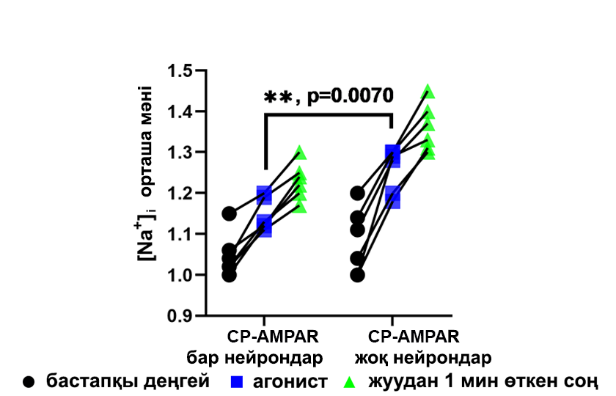 1.5
1.4
1.3
1.2
1.1
1.0
0.9
[Na⁺]ᵢ орташа мәні
**, p=0.0070
CP-AMPAR
бар нейрондар
CP-AMPAR
жоқ нейрондар
бастапқы деңгей
агонист
жуудан 1 мин өткен соң